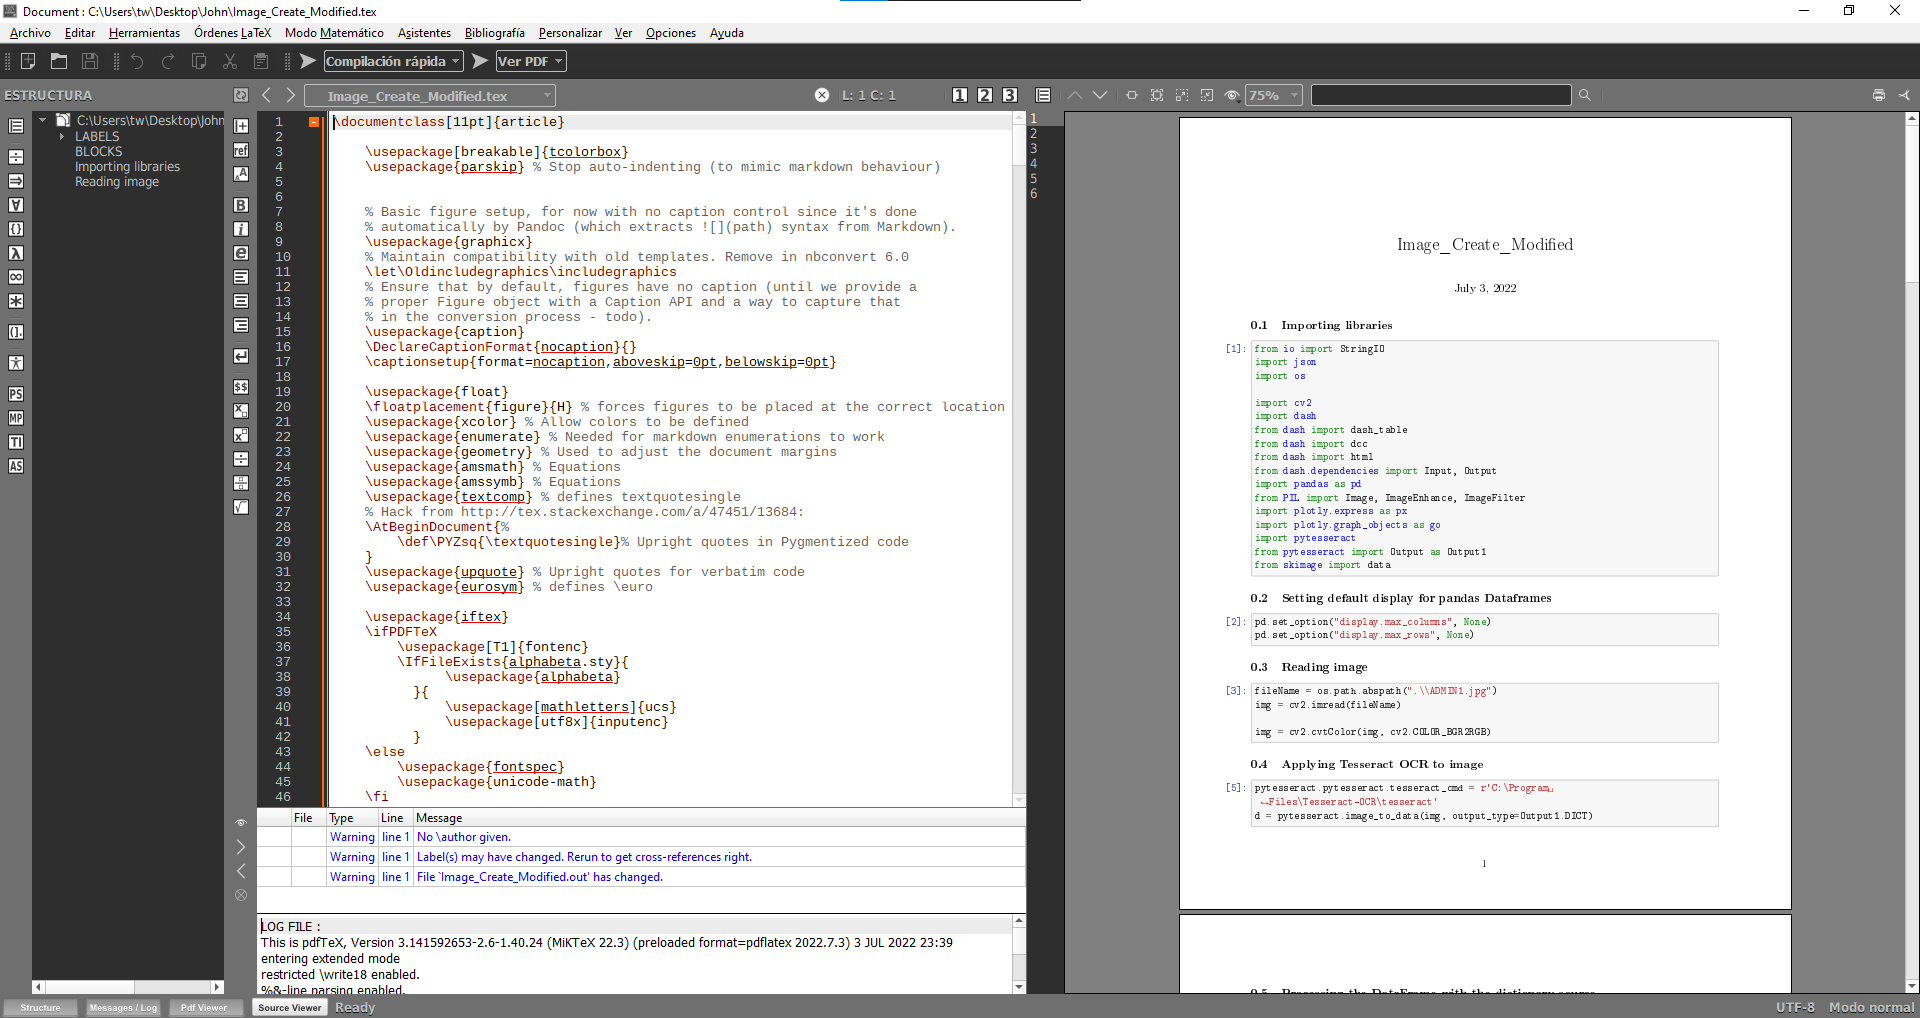 Document : C:\Users\tw\Desktop\John\Image_Create_Modified.tex
Archivo Editar Herramientas Órdenes LaTeX Modo Matemático Asistentes Bibliografía Personalizar Ver Opciones Ayuda
Compilación rápida Ver PDF
ESTRUCTURA
Image_Create_Modified.tex
L: 1 C: 1
1 2 3
75%
C:\Users\tw\Desktop\John
LABELS
BLOCKS
Importing libraries
Reading image
ref
PS
MP
TI
AS
$$
1 \documentclass[11pt]{article}
2
3 \usepackage[breakable]{tcolorbox}
4 \usepackage{parskip} % Stop auto-indenting (to mimic markdown behaviour)
5
6
7 % Basic figure setup, for now with no caption control since it's done
8 % automatically by Pandoc (which extracts ![](path) syntax from Markdown).
9 \usepackage{graphicx}
10 % Maintain compatibility with old templates. Remove in nbconvert 6.0
11 \let\Oldincludegraphics\includegraphics
12 % Ensure that by default, figures have no caption (until we provide a
13 % proper Figure object with a Caption API and a way to capture that
14 % in the conversion process - todo).
15 \usepackage{caption}
16 \DeclareCaptionFormat{nocaption}{}
17 \captionsetup{format=nocaption,aboveskip=0pt,belowskip=0pt}
18
19 \usepackage{float}
20 \floatplacement{figure}{H} % forces figures to be placed at the correct location
21 \usepackage{xcolor} % Allow colors to be defined
22 \usepackage{enumerate} % Needed for markdown enumerations to work
23 \usepackage{geometry} % Used to adjust the document margins
24 \usepackage{amsmath} % Equations
25 \usepackage{amssymb} % Equations
26 \usepackage{textcomp} % defines textquotesingle
27 % Hack from http://tex.stackexchange.com/a/47451/13684:
28 \AtBeginDocument{%
29 \def\PYZsq{\textquotesingle}% Upright quotes in Pygmentized code
30 }
31 \usepackage{upquote} % Upright quotes for verbatim code
32 \usepackage{eurosym} % defines \euro
33
34 \usepackage{iftex}
35 \ifPDFTeX
36 \usepackage[T1]{fontenc}
37 \IfFileExists{alphabeta.sty}{
38 \usepackage{alphabeta}
39 }{
40 \usepackage[mathletters]{ucs}
41 \usepackage[utf8x]{inputenc}
42 }
43 \else
44 \usepackage{fontspec}
45 \usepackage{unicode-math}
46 \fi
File Type Line Message
Warning line 1 No \author given.
Warning line 1 Label(s) may have changed. Rerun to get cross-references right.
Warning line 1 File `Image_Create_Modified.out' has changed.
LOG FILE :
This is pdfTeX, Version 3.141592653-2.6-1.40.24 (MiKTeX 22.3) (preloaded format=pdflatex 2022.7.3) 3 JUL 2022 23:39
entering extended mode
restricted \write18 enabled.
%&-line parsing enabled.
1
2
3
4
5
6
Image_Create_Modified
July 3, 2022
0.1 Importing libraries
[1]: from io import StringIO
import json
import os
import cv2
import dash
from dash import dash_table
from dash import dcc
from dash import html
from dash.dependencies import Input, Output
import pandas as pd
from PIL import Image, ImageEnhance, ImageFilter
import plotly.express as px
import plotly.graph_objects as go
import pytesseract
from pytesseract import Output as Output1
from skimage import data
0.2 Setting default display for pandas Dataframes
[2]: pd.set_option("display.max_columns", None)
pd.set_option("display.max_rows", None)
0.3 Reading image
[3]: fileName = os.path.abspath(".\\ADMIN1.jpg")
img = cv2.imread(fileName)
img = cv2.cvtColor(img, cv2.COLOR_BGR2RGB)
0.4 Applying Tesseract OCR to image
[5]: pytesseract.pytesseract.tesseract_cmd = r'C:\Program␣
↪Files\Tesseract-OCR\tesseract'
d = pytesseract.image_to_data(img, output_type=Output1.DICT)
1
0.5 Processing the DataFrame with the dictionary source
Structure Messages / Log Pdf Viewer Source Viewer Ready
UTF-8 Modo normal